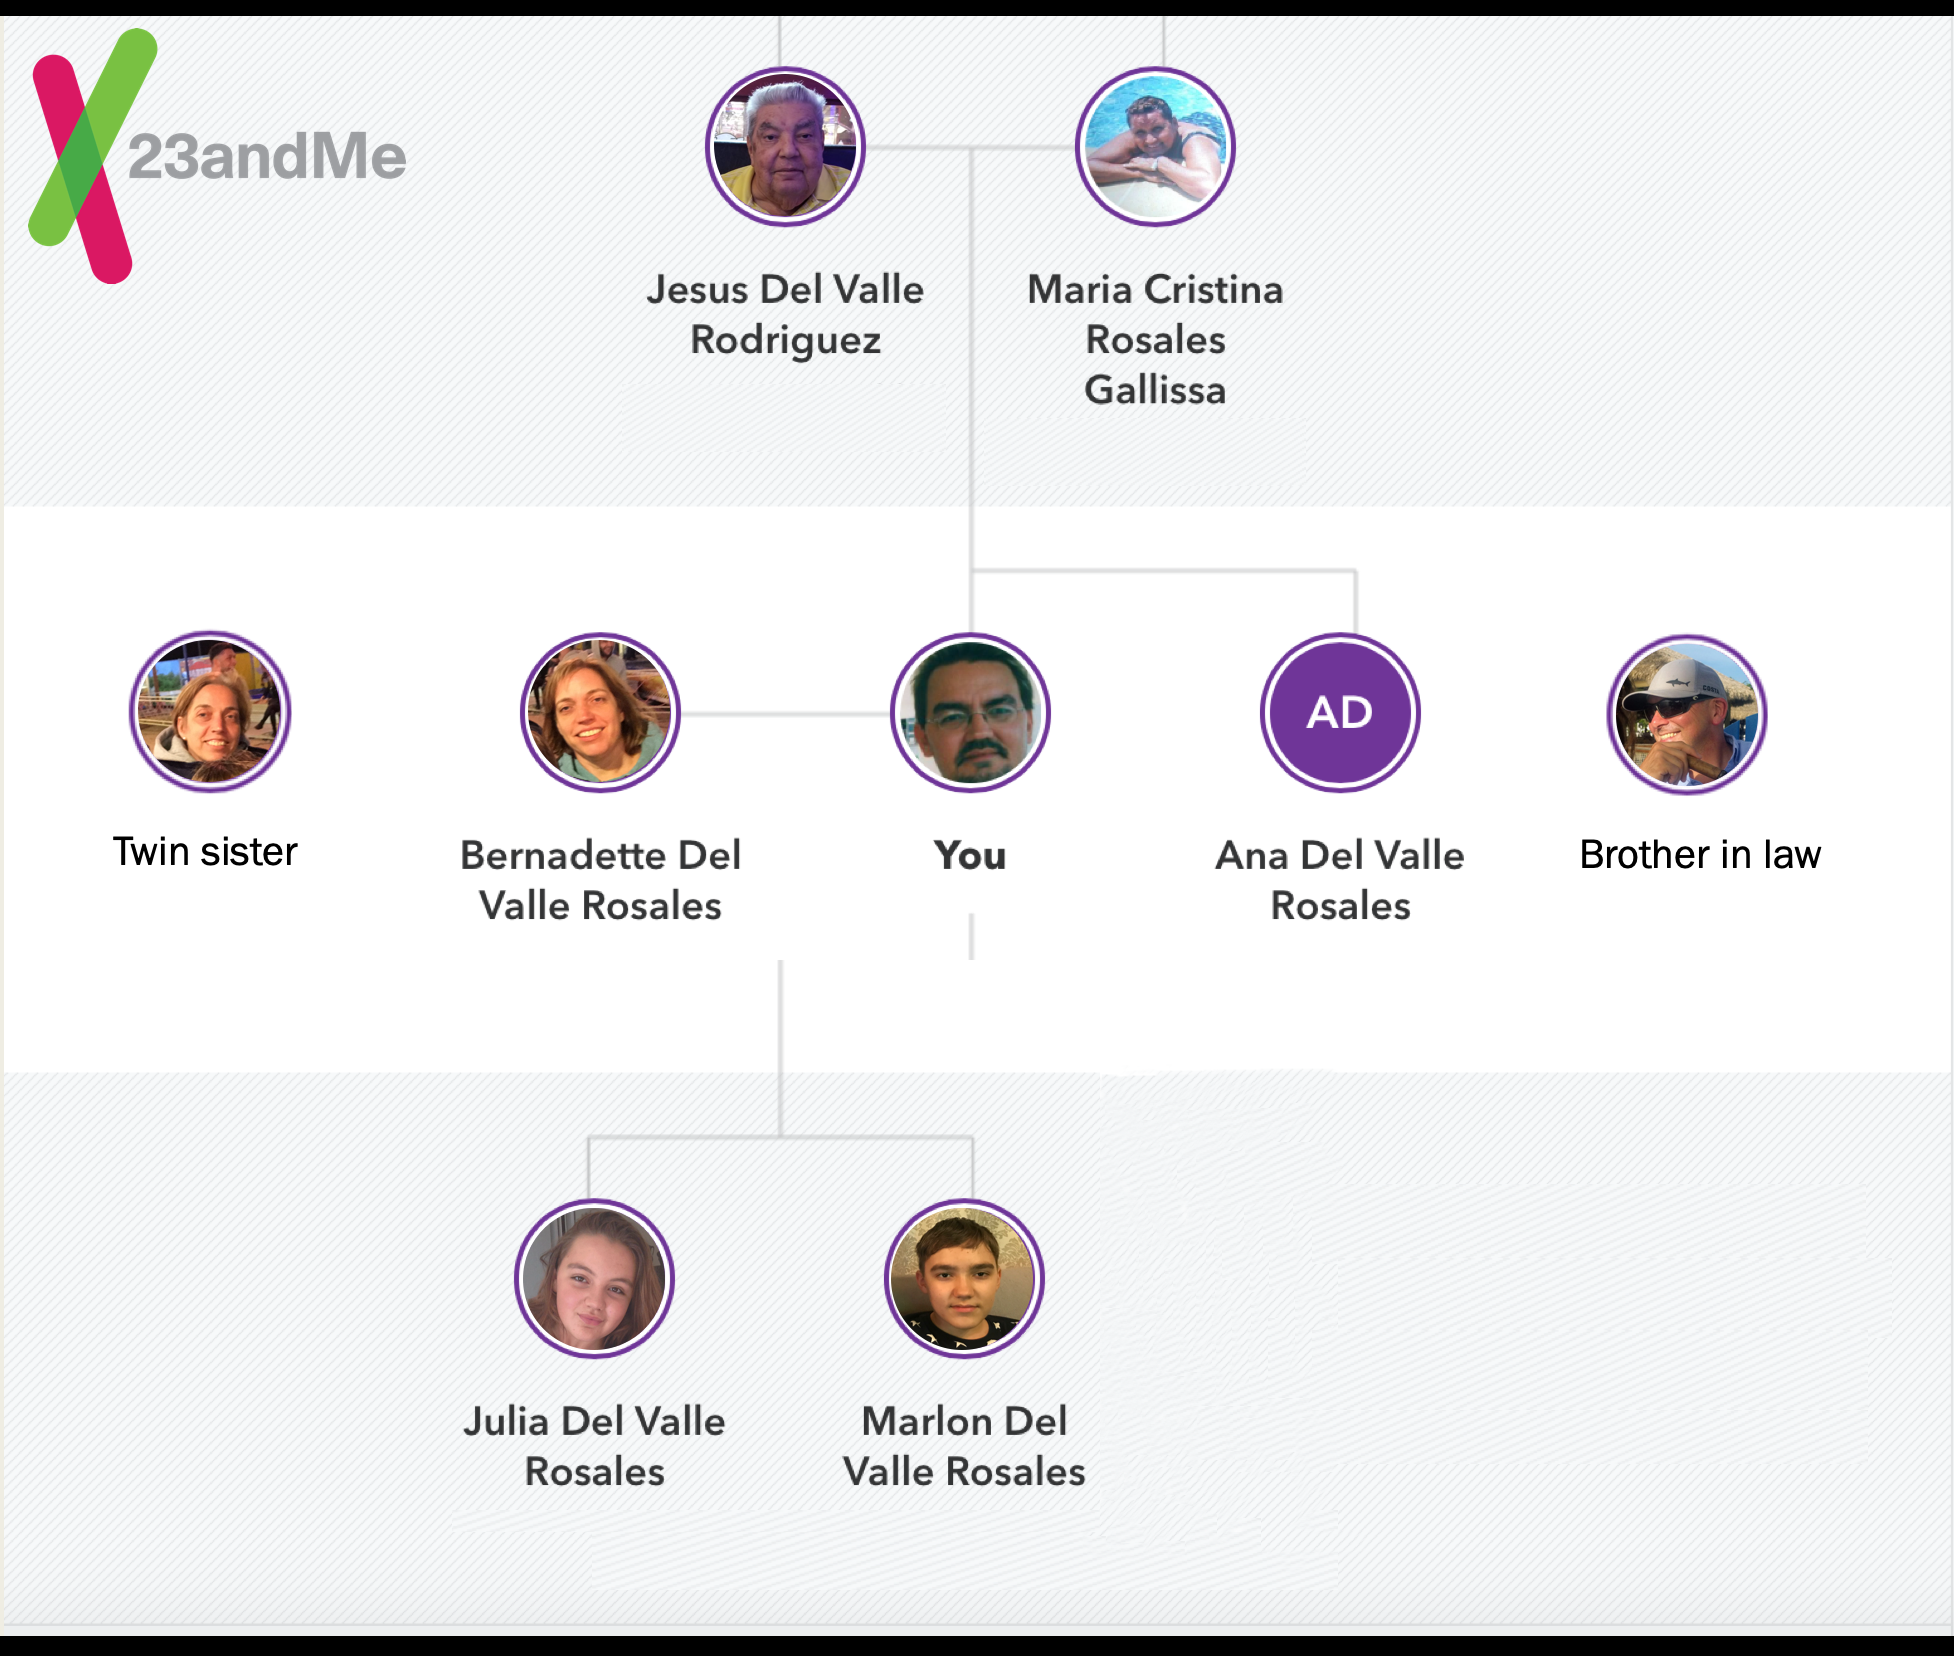 23andMe
Jesus Del Valle
Rodriguez
Maria Cristina
Rosales
Gallissa
AD
Twin sister
Bernadette Del
Valle Rosales
You
Ana Del Valle
Rosales
Brother in law
Julia Del Valle
Rosales
Marlon Del
Valle Rosales